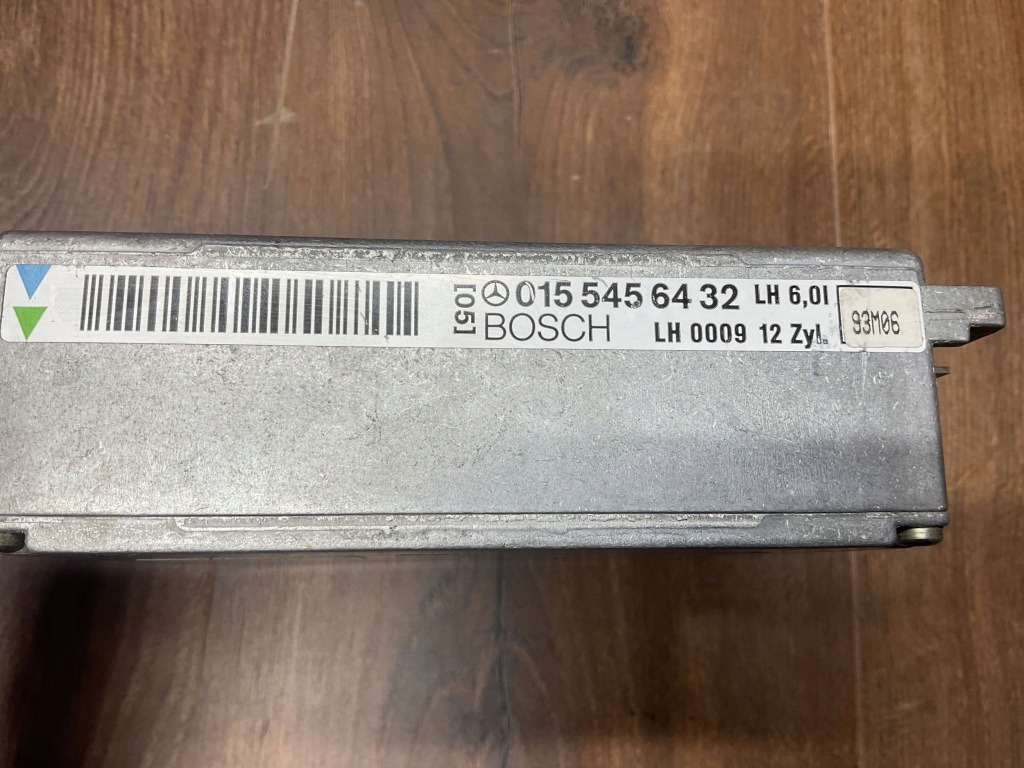 [05]
015 545 64 32 LH 6,0l
BOSCH LH 0009 12 Zyl.
93M06